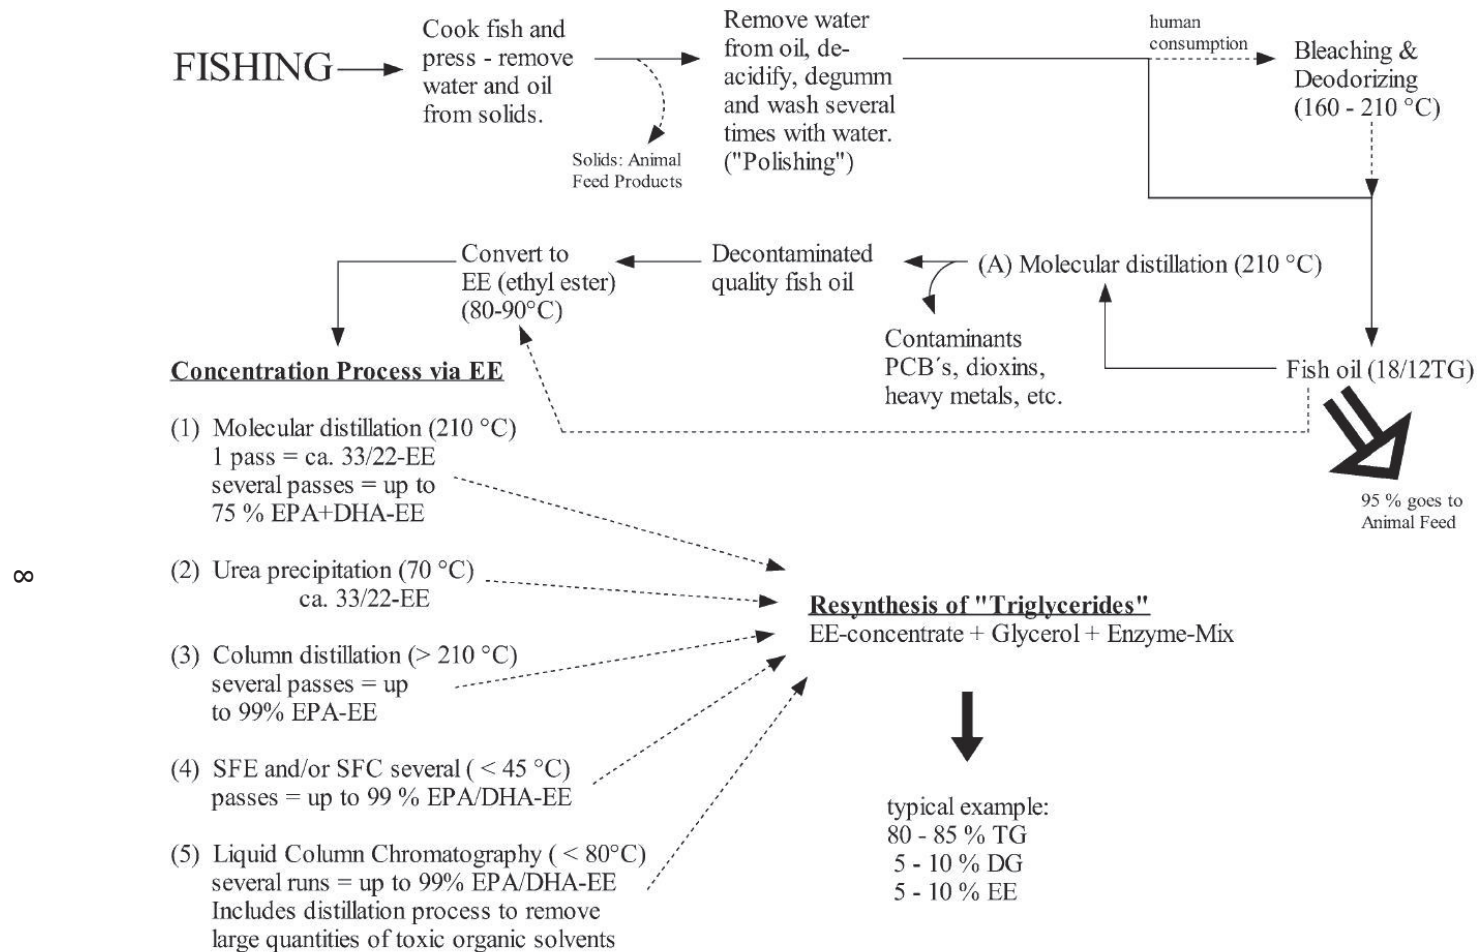 FISHING
Cook fish and
press - remove
water and oil
from solids.
Solids: Animal
Feed Products
Remove water
from oil, de-
acidify, degumm
and wash several
times with water.
("Polishing")
human
consumption
Bleaching &
Deodorizing
(160 - 210 °C)
Convert to
EE (ethyl ester)
(80-90°C)
Decontaminated
quality fish oil
(A) Molecular distillation (210 °C)
Contaminants
PCB´s, dioxins,
heavy metals, etc.
Fish oil (18/12TG)
95 % goes to
Animal Feed
Concentration Process via EE
(1) Molecular distillation (210 °C)
1 pass = ca. 33/22-EE
several passes = up to
75 % EPA+DHA-EE
(2) Urea precipitation (70 °C)
ca. 33/22-EE
(3) Column distillation (> 210 °C)
several passes = up
to 99% EPA-EE
(4) SFE and/or SFC several ( < 45 °C)
passes = up to 99 % EPA/DHA-EE
(5) Liquid Column Chromatography ( < 80°C)
several runs = up to 99% EPA/DHA-EE
Includes distillation process to remove
large quantities of toxic organic solvents
Resynthesis of "Triglycerides"
EE-concentrate + Glycerol + Enzyme-Mix
typical example:
80 - 85 % TG
5 - 10 % DG
5 - 10 % EE
8